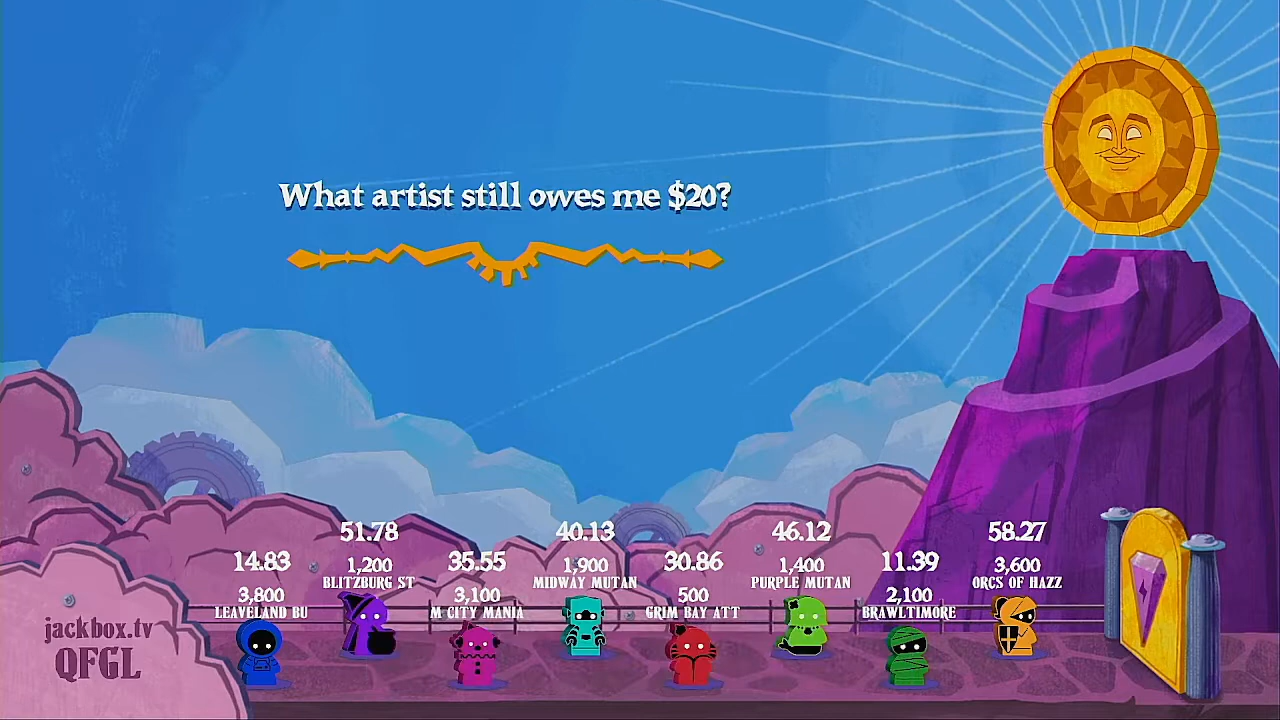 What artist still owes me $20?
51.78
40.13
46.12
58.27
14.83
1,200
35.55
1,900
30.86
1,400
11.39
3,600
BLITZBURG ST
MIDWAY MUTAN
PURPLE MUTAN
ORCS OF HAZZ
3,800
3,100
500
2,100
LEAVELAND BU
M CITY MANIA
GRIM BAY ATT
BRAWLTIMORE
jackbox.tv
QFGL